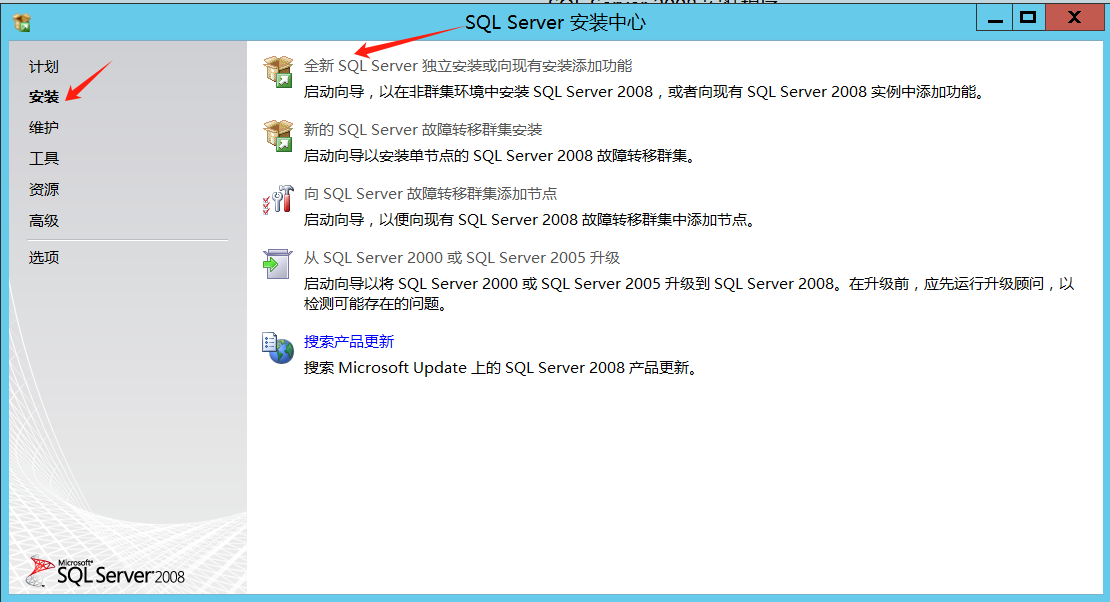 SQL Server 安装中心
计划
安装
维护
工具
资源
高级
选项
全新 SQL Server 独立安装或向现有安装添加功能
启动向导，以在非群集环境中安装 SQL Server 2008，或者向现有 SQL Server 2008 实例中添加功能。
新的 SQL Server 故障转移群集安装
启动向导以安装单节点的 SQL Server 2008 故障转移群集。
向 SQL Server 故障转移群集添加节点
启动向导，以便向现有 SQL Server 2008 故障转移群集中添加节点。
从 SQL Server 2000 或 SQL Server 2005 升级
启动向导以将 SQL Server 2000 或 SQL Server 2005 升级到 SQL Server 2008。在升级前，应先运行升级顾问，以
检测可能存在的问题。
搜索产品更新
搜索 Microsoft Update 上的 SQL Server 2008 产品更新。
Microsoft
SQL Server 2008